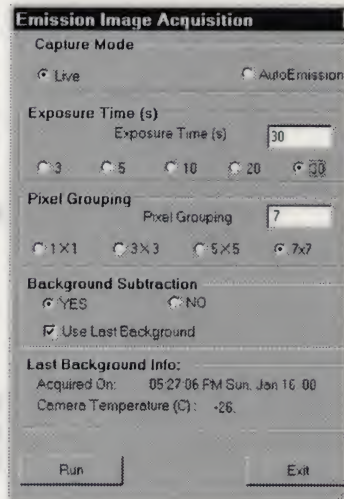 Emission Image Acquisition
Capture Mode
Live AutoEmission
Exposure Time (s)
Exposure Time (s) 30
3 5 10 20 30
Pixel Grouping
Pixel Grouping 7
1X1 3X3 5X5 7x7
Background Subtraction
YES NO
Use Last Background
Last Background Info:
Acquired On: 05:27:06 PM Sun. Jan 16 00
Camera Temperature (C) : -26.
Run Exit